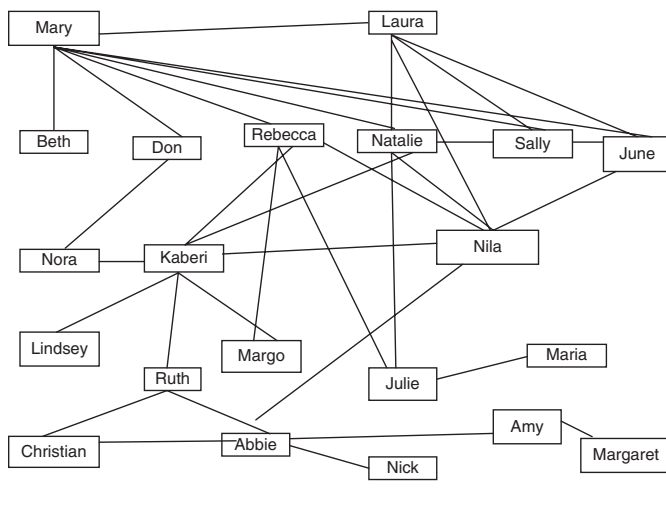 Mary
Laura
Beth
Don
Rebecca
Natalie
Sally
June
Nora
Kaberi
Nila
Lindsey
Margo
Ruth
Julie
Maria
Christian
Abbie
Nick
Amy
Margaret